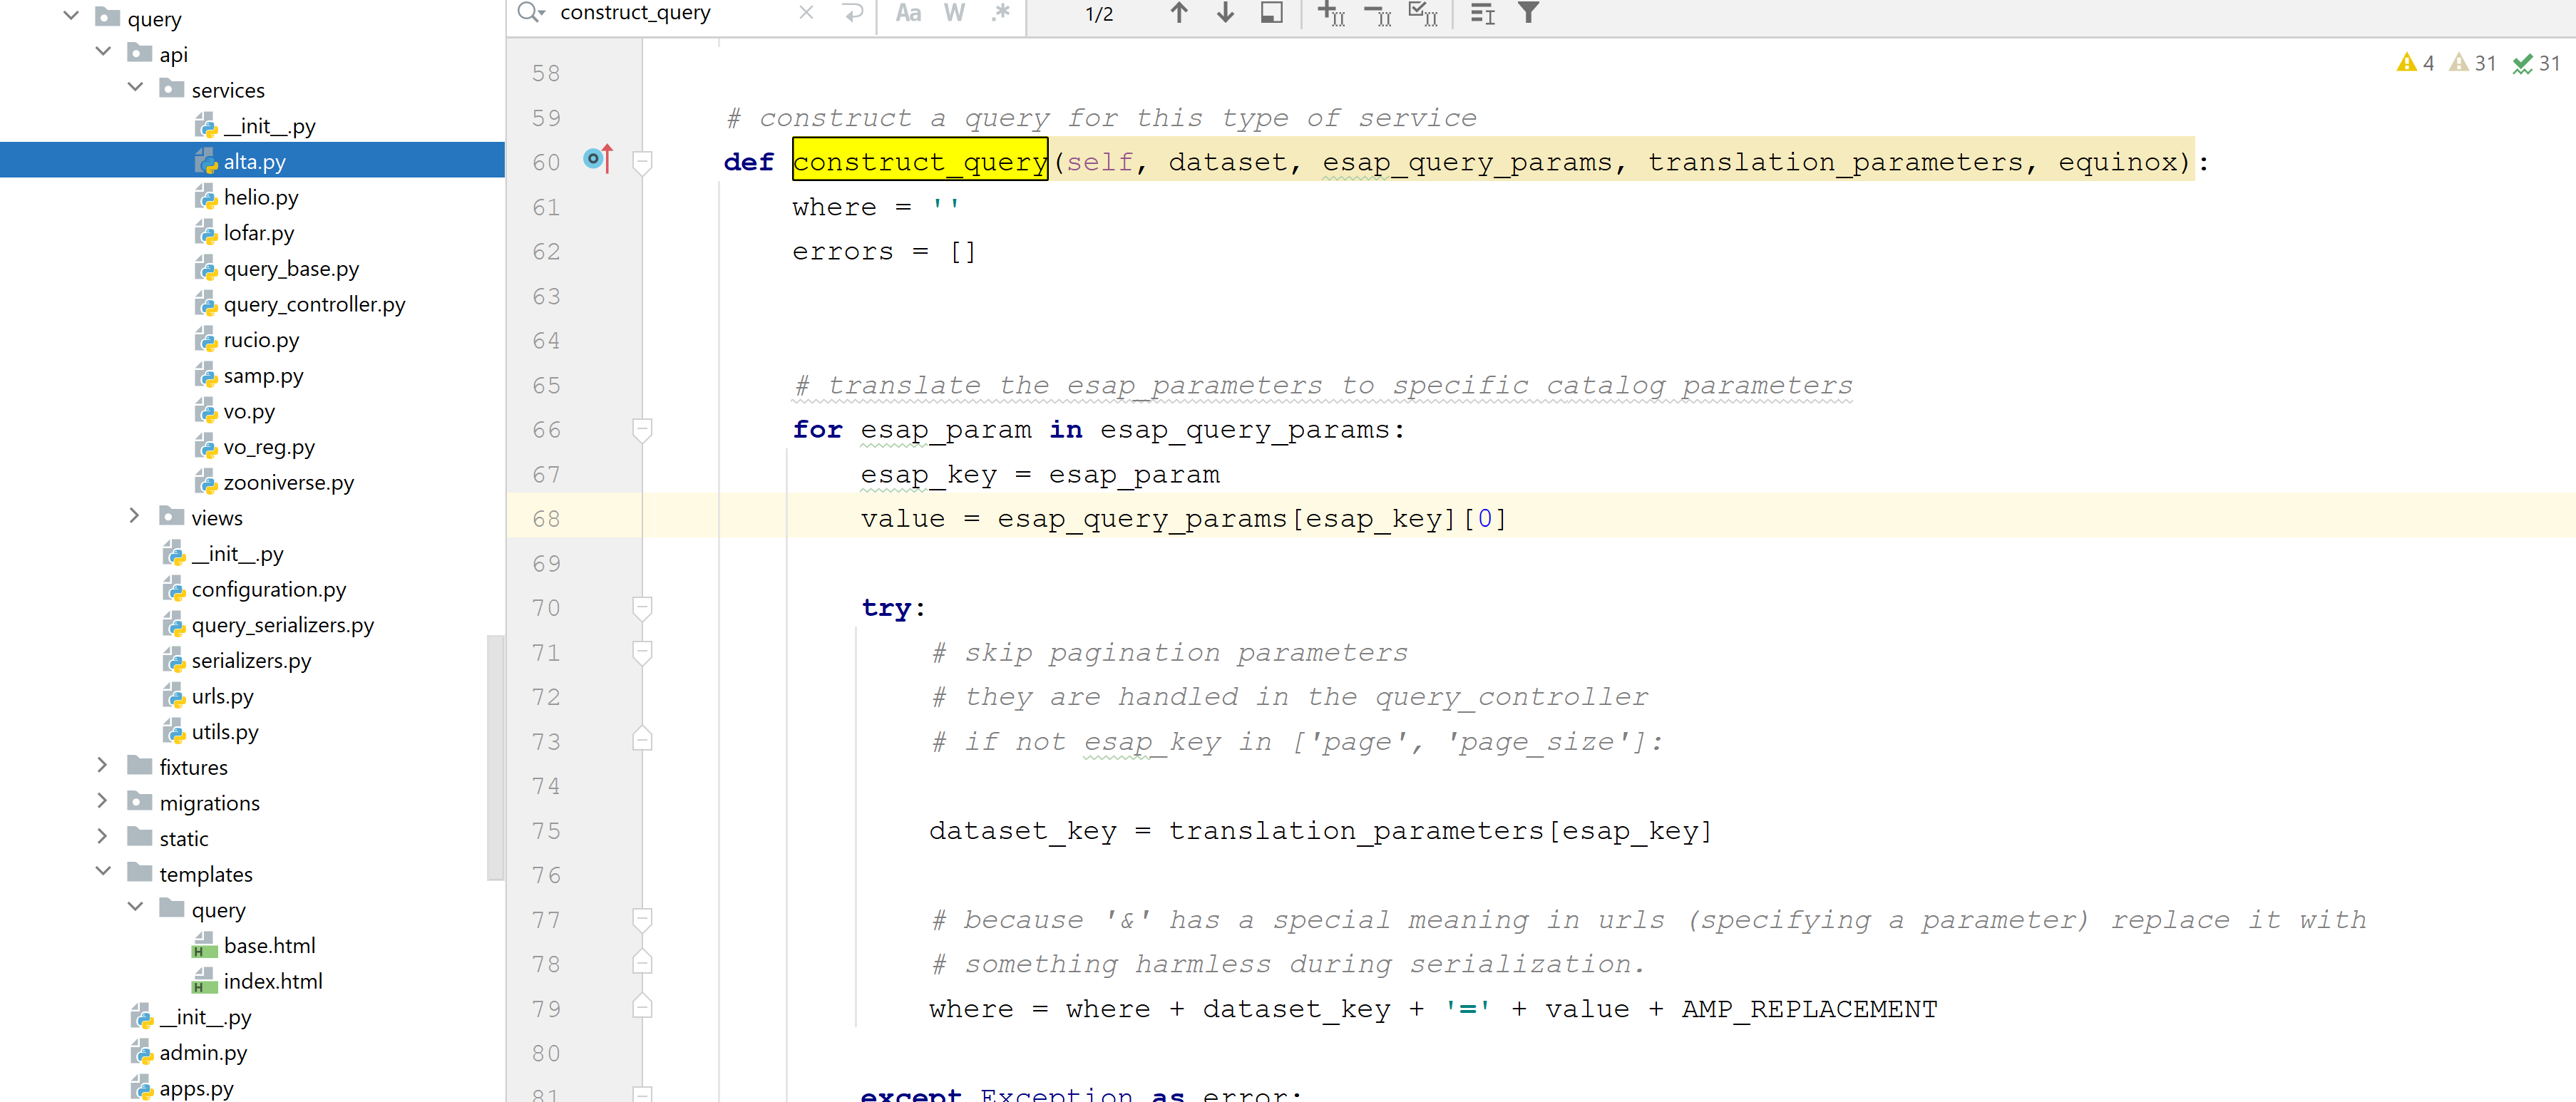 query
api
services
__init__.py
alta.py
helio.py
lofar.py
query_base.py
query_controller.py
rucio.py
samp.py
vo.py
vo_reg.py
zooniverse.py
views
__init__.py
configuration.py
query_serializers.py
serializers.py
urls.py
utils.py
fixtures
migrations
static
templates
query
base.html
index.html
__init__.py
admin.py
apps.py
construct_query
Aa W .* 1/2
4 31 31
58
59 # construct a query for this type of service
60 def construct_query(self, dataset, esap_query_params, translation_parameters, equinox):
61 where = ''
62 errors = []
63
64
65 # translate the esap_parameters to specific catalog parameters
66 for esap_param in esap_query_params:
67 esap_key = esap_param
68 value = esap_query_params[esap_key][0]
69
70 try:
71 # skip pagination parameters
72 # they are handled in the query_controller
73 # if not esap_key in ['page', 'page_size']:
74
75 dataset_key = translation_parameters[esap_key]
76
77 # because '&' has a special meaning in urls (specifying a parameter) replace it with
78 # something harmless during serialization.
79 where = where + dataset_key + '=' + value + AMP_REPLACEMENT
80
81 except Exception as error: